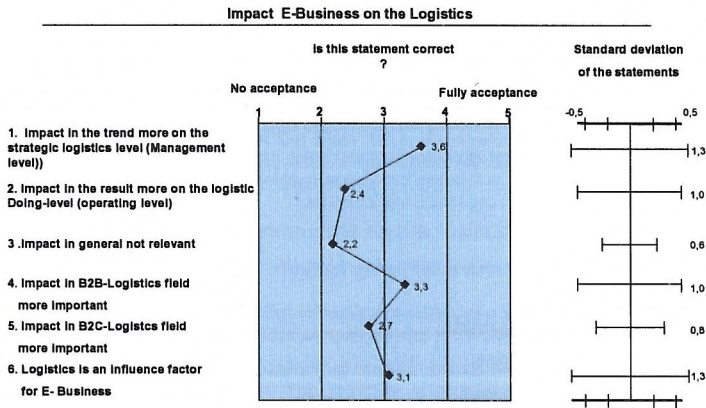 Impact E-Business on the Logistics
Is this statement correct
?
Standard deviation
of the statements
No acceptance
Fully acceptance
1 2 3 4 5
-0,5 0,5
1. Impact in the trend more on the
strategic logistics level (Management
level))
3,6
1,3
2. Impact in the result more on the logistic
Doing-level (operating level)
2,4
1,0
3 .Impact in general not relevant
2,2
0,6
4. Impact in B2B-Logistics field
more important
3,3
1,0
5. Impact in B2C-Logistcs field
more important
2,7
0,8
6. Logistics is an influence factor
for E- Business
3,1
1,3